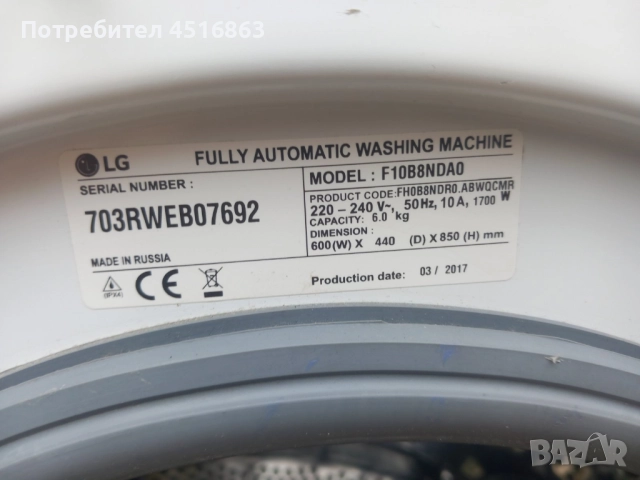 Потребител 4516863
LG FULLY AUTOMATIC WASHING MACHINE
SERIAL NUMBER :
703RWEB07692
MADE IN RUSSIA
(IPX4)
CE
MODEL : F10B8NDA0
PRODUCT CODE:FH0B8NDR0.ABWQCMR
220 – 240 V~, 50Hz, 10A, 1700 W
CAPACITY: 6.0 kg
DIMENSION :
600(W) X 440 (D) X 850 (H) mm
Production date: 03 / 2017
BAZAR